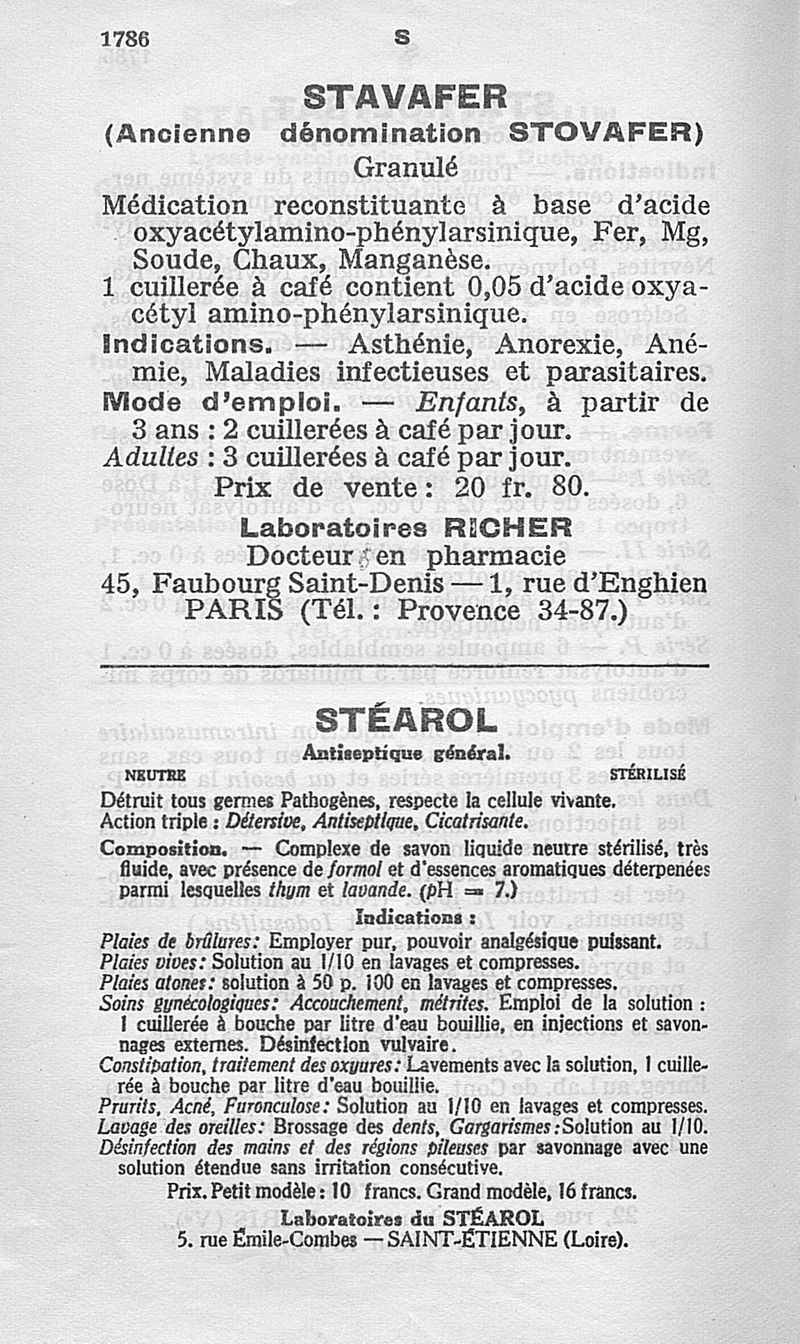 1786
S
STAVAFER
(Ancienne dénomination STOVAFER)
Granulé
Médication reconstituante à base d'acide
oxyacétylamino-phénylarsinique, Fer, Mg,
Soude, Chaux, Manganèse.
1 cuillerée à café contient 0,05 d'acide oxya-
cétyl amino-phénylarsinique.
Indications. — Asthénie, Anorexie, Ané-
mie, Maladies infectieuses et parasitaires.
Mode d'emploi. — Enfants, à partir de
3 ans : 2 cuillerées à café par jour.
Adultes : 3 cuillerées à café par jour.
Prix de vente : 20 fr. 80.
Laboratoires RICHER
Docteur en pharmacie
45, Faubourg Saint-Denis — 1, rue d'Enghien
PARIS (Tél. : Provence 34-87.)
STÉAROL
Antiseptique général.
NEUTRE STÉRILISÉ
Détruit tous germes Pathogènes, respecte la cellule vivante.
Action triple : Détersive, Antiseptique, Cicatrisante.
Composition. — Complexe de savon liquide neutre stérilisé, très
fluide, avec présence de formol et d'essences aromatiques déterpenées
parmi lesquelles thym et lavande. (pH = 7.)
Indications :
Plaies de brûlures : Employer pur, pouvoir analgésique puissant.
Plaies vives : Solution au 1/10 en lavages et compresses.
Plaies atones : solution à 50 p. 100 en lavages et compresses.
Soins gynécologiques : Accouchement, métrites. Emploi de la solution :
1 cuillerée à bouche par litre d'eau bouillie, en injections et savon-
nages externes. Désinfection vulvaire.
Constipation, traitement des oxyures : Lavements avec la solution, 1 cuille-
rée à bouche par litre d'eau bouillie.
Prurits, Acné, Furonculose : Solution au 1/10 en lavages et compresses.
Lavage des oreilles : Brossage des dents, Gargarismes : Solution au 1/10.
Désinfection des mains et des régions pileuses par savonnage avec une
solution étendue sans irritation consécutive.
Prix. Petit modèle : 10 francs. Grand modèle, 16 francs.
Laboratoires du STÉAROL
5. rue Émile-Combes — SAINT-ÉTIENNE (Loire).